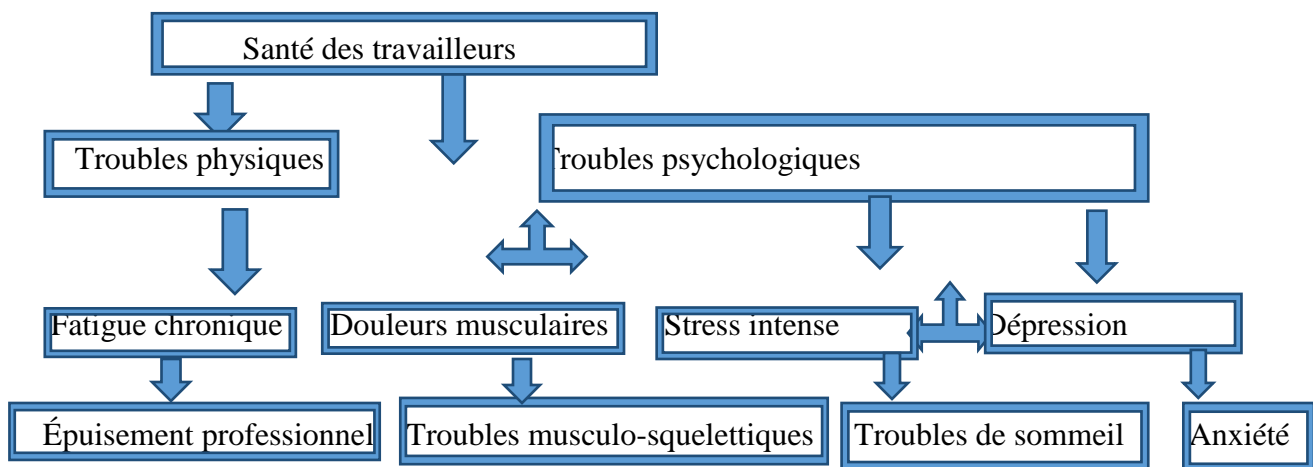 Santé des travailleurs
Troubles physiques
Troubles psychologiques
Fatigue chronique
Douleurs musculaires
Stress intense
Dépression
Épuisement professionnel
Troubles musculo-squelettiques
Troubles de sommeil
Anxiété